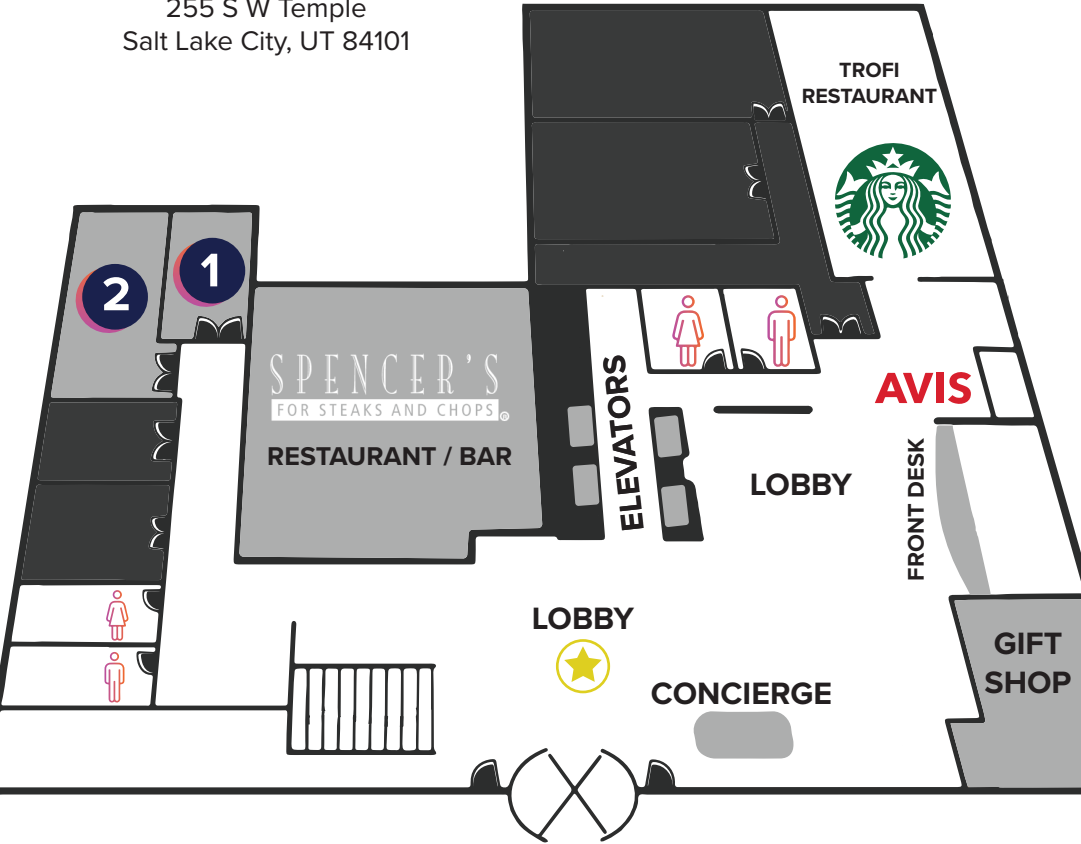 255 S W Temple
Salt Lake City, UT 84101
TROFI
RESTAURANT
1
2
SPENCER'S
FOR STEAKS AND CHOPS®
RESTAURANT / BAR
ELEVATORS
AVIS
LOBBY
FRONT DESK
LOBBY
CONCIERGE
GIFT
SHOP